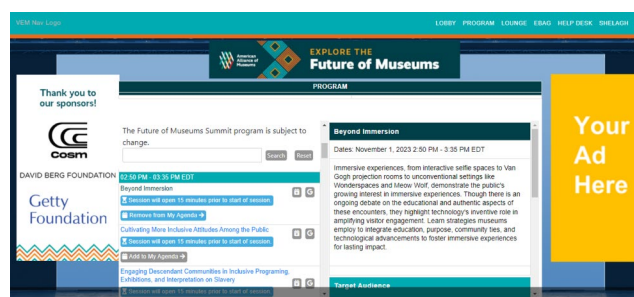 VEM Nav Logo
LOBBY PROGRAM LOUNGE EBAG HELP DESK SHELAGH
American
Alliance of
Museums
EXPLORE THE
Future of Museums
PROGRAM
Thank you to
our sponsors!
cosm
DAVID BERG FOUNDATION
Getty
Foundation
The Future of Museums Summit program is subject to
change.
Search Reset
02:50 PM - 03:35 PM EDT
Beyond Immersion
Session will open 15 minutes prior to start of session.
Remove from My Agenda
Cultivating More Inclusive Attitudes Among the Public
Session will open 15 minutes prior to start of session.
Add to My Agenda
Engaging Descendant Communities in Inclusive Programing,
Exhibitions, and Interpretation on Slavery
Session will open 15 minutes prior to start of session.
Beyond Immersion
Dates: November 1, 2023 2:50 PM - 3:35 PM EDT
Immersive experiences, from interactive selfie spaces to Van
Gogh projection rooms to unconventional settings like
Wonderspaces and Meow Wolf, demonstrate the public's
growing interest in immersive experiences. Though there is an
ongoing debate on the educational and authentic aspects of
these encounters, they highlight technology's inventive role in
amplifying visitor engagement. Learn strategies museums
employ to integrate education, purpose, community ties, and
technological advancements to foster immersive experiences
for lasting impact.
Target Audience
Your
Ad
Here